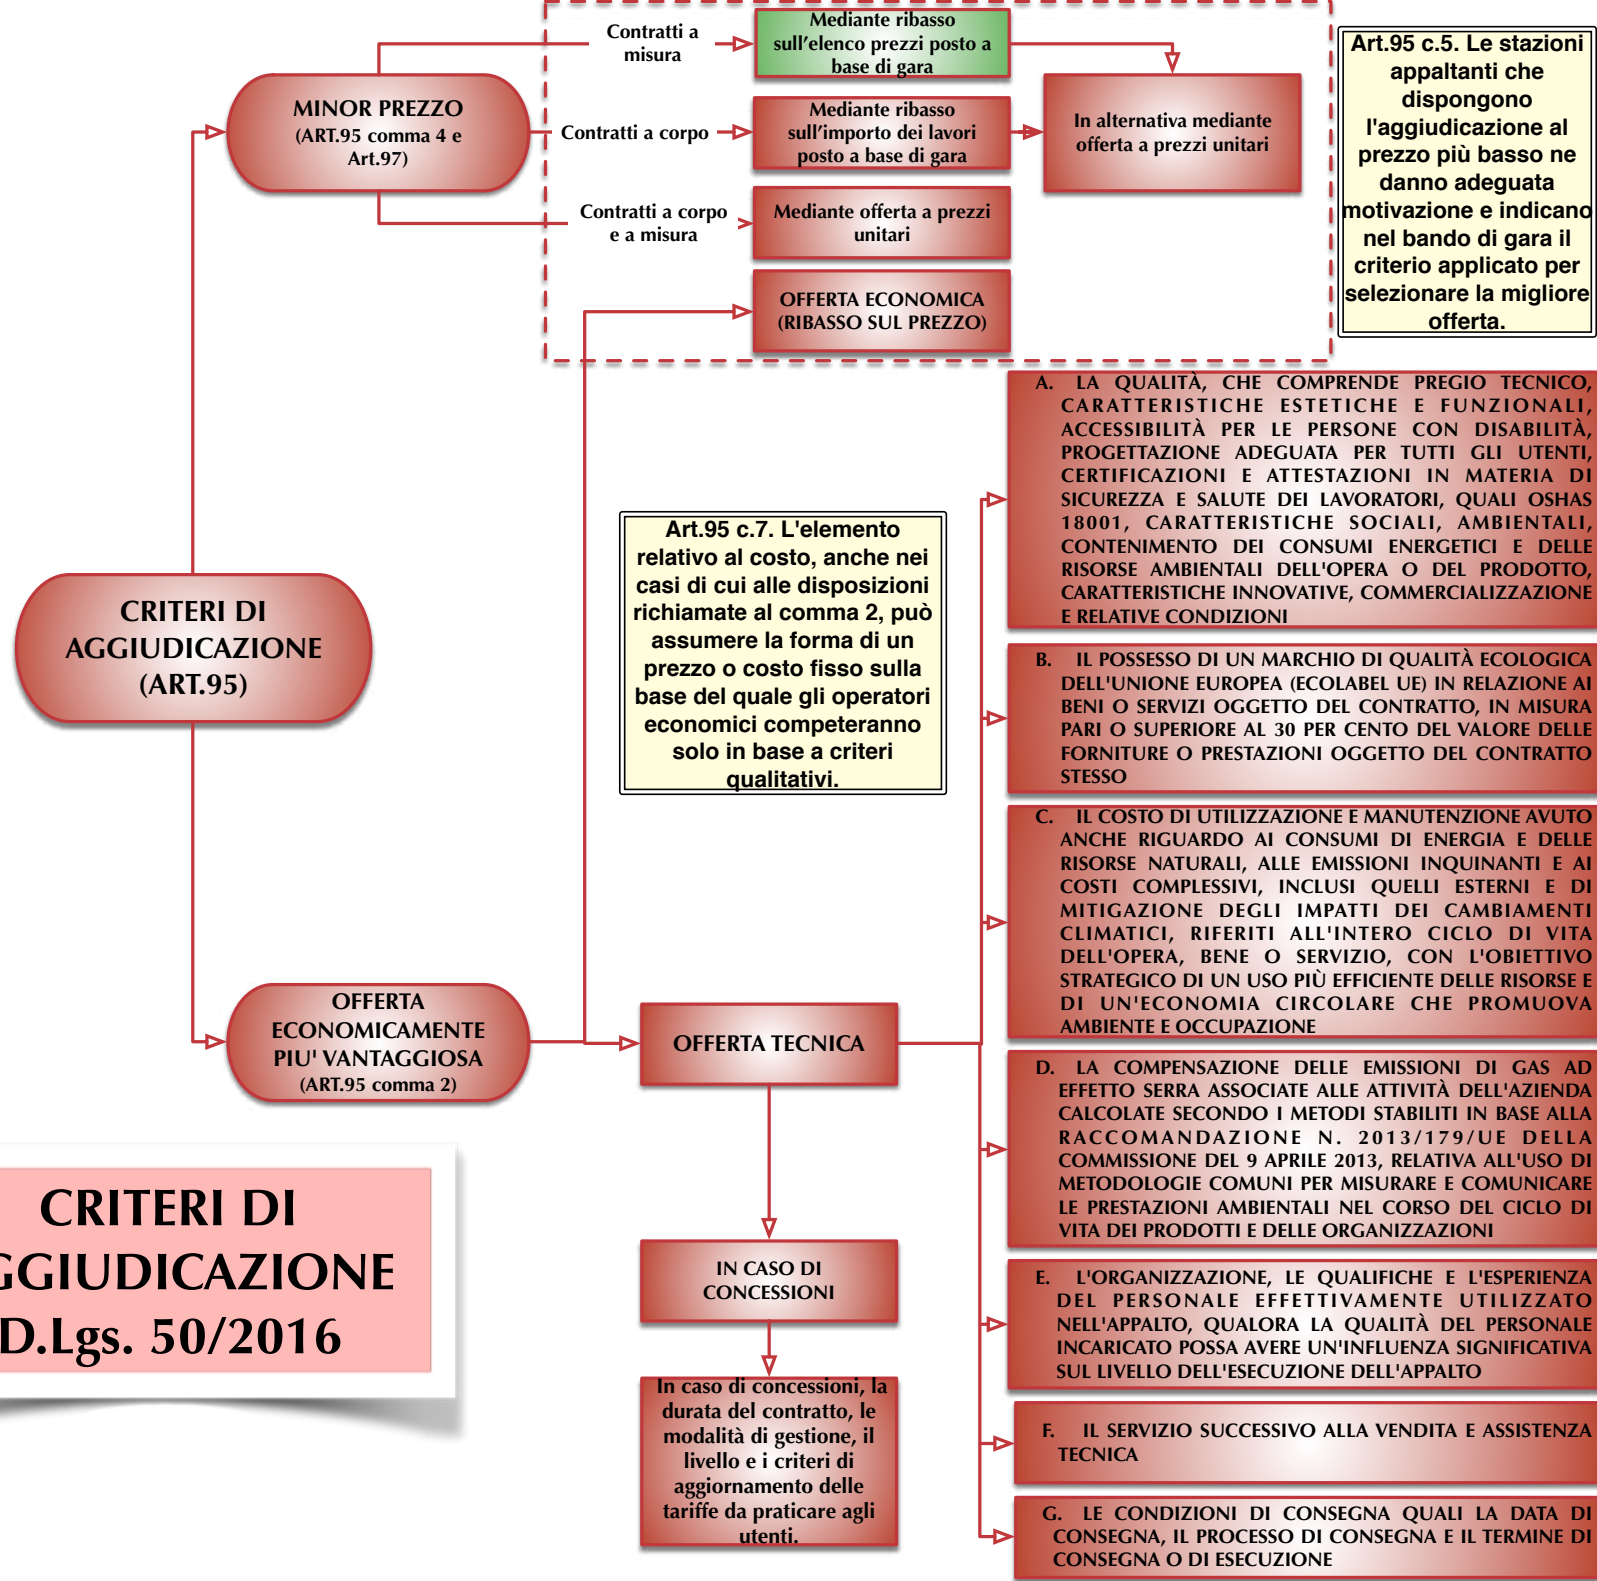 Contratti a
misura
Mediante ribasso
sull'elenco prezzi posto a
base di gara
Art.95 c.5. Le stazioni
appaltanti che
dispongono
l'aggiudicazione al
prezzo più basso ne
danno adeguata
motivazione e indicano
nel bando di gara il
criterio applicato per
selezionare la migliore
offerta.
MINOR PREZZO
(ART.95 comma 4 e
Art.97)
Contratti a corpo
Mediante ribasso
sull'importo dei lavori
posto a base di gara
In alternativa mediante
offerta a prezzi unitari
Contratti a corpo
e a misura
Mediante offerta a prezzi
unitari
OFFERTA ECONOMICA
(RIBASSO SUL PREZZO)
A. LA QUALITÀ, CHE COMPRENDE PREGIO TECNICO,
CARATTERISTICHE ESTETICHE E FUNZIONALI,
ACCESSIBILITÀ PER LE PERSONE CON DISABILITÀ,
PROGETTAZIONE ADEGUATA PER TUTTI GLI UTENTI,
CERTIFICAZIONI E ATTESTAZIONI IN MATERIA DI
SICUREZZA E SALUTE DEI LAVORATORI, QUALI OSHAS
18001, CARATTERISTICHE SOCIALI, AMBIENTALI,
CONTENIMENTO DEI CONSUMI ENERGETICI E DELLE
RISORSE AMBIENTALI DELL'OPERA O DEL PRODOTTO,
CARATTERISTICHE INNOVATIVE, COMMERCIALIZZAZIONE
E RELATIVE CONDIZIONI
Art.95 c.7. L'elemento
relativo al costo, anche nei
casi di cui alle disposizioni
richiamate al comma 2, può
assumere la forma di un
prezzo o costo fisso sulla
base del quale gli operatori
economici competeranno
solo in base a criteri
qualitativi.
CRITERI DI
AGGIUDICAZIONE
(ART.95)
B. IL POSSESSO DI UN MARCHIO DI QUALITÀ ECOLOGICA
DELL'UNIONE EUROPEA (ECOLABEL UE) IN RELAZIONE AI
BENI O SERVIZI OGGETTO DEL CONTRATTO, IN MISURA
PARI O SUPERIORE AL 30 PER CENTO DEL VALORE DELLE
FORNITURE O PRESTAZIONI OGGETTO DEL CONTRATTO
STESSO
C. IL COSTO DI UTILIZZAZIONE E MANUTENZIONE AVUTO
ANCHE RIGUARDO AI CONSUMI DI ENERGIA E DELLE
RISORSE NATURALI, ALLE EMISSIONI INQUINANTI E AI
COSTI COMPLESSIVI, INCLUSI QUELLI ESTERNI E DI
MITIGAZIONE DEGLI IMPATTI DEI CAMBIAMENTI
CLIMATICI, RIFERITI ALL'INTERO CICLO DI VITA
DELL'OPERA, BENE O SERVIZIO, CON L'OBIETTIVO
STRATEGICO DI UN USO PIÙ EFFICIENTE DELLE RISORSE E
DI UN'ECONOMIA CIRCOLARE CHE PROMUOVA
AMBIENTE E OCCUPAZIONE
OFFERTA
ECONOMICAMENTE
PIU' VANTAGGIOSA
(ART.95 comma 2)
OFFERTA TECNICA
D. LA COMPENSAZIONE DELLE EMISSIONI DI GAS AD
EFFETTO SERRA ASSOCIATE ALLE ATTIVITÀ DELL'AZIENDA
CALCOLATE SECONDO I METODI STABILITI IN BASE ALLA
RACCOMANDAZIONE N. 2013/179/UE DELLA
COMMISSIONE DEL 9 APRILE 2013, RELATIVA ALL'USO DI
METODOLOGIE COMUNI PER MISURARE E COMUNICARE
LE PRESTAZIONI AMBIENTALI NEL CORSO DEL CICLO DI
VITA DEI PRODOTTI E DELLE ORGANIZZAZIONI
CRITERI DI
GGIUDICAZIONE
D.Lgs. 50/2016
IN CASO DI
CONCESSIONI
E. L'ORGANIZZAZIONE, LE QUALIFICHE E L'ESPERIENZA
DEL PERSONALE EFFETTIVAMENTE UTILIZZATO
NELL'APPALTO, QUALORA LA QUALITÀ DEL PERSONALE
INCARICATO POSSA AVERE UN'INFLUENZA SIGNIFICATIVA
SUL LIVELLO DELL'ESECUZIONE DELL'APPALTO
In caso di concessioni, la
durata del contratto, le
modalità di gestione, il
livello e i criteri di
aggiornamento delle
tariffe da praticare agli
utenti.
F. IL SERVIZIO SUCCESSIVO ALLA VENDITA E ASSISTENZA
TECNICA
G. LE CONDIZIONI DI CONSEGNA QUALI LA DATA DI
CONSEGNA, IL PROCESSO DI CONSEGNA E IL TERMINE DI
CONSEGNA O DI ESECUZIONE